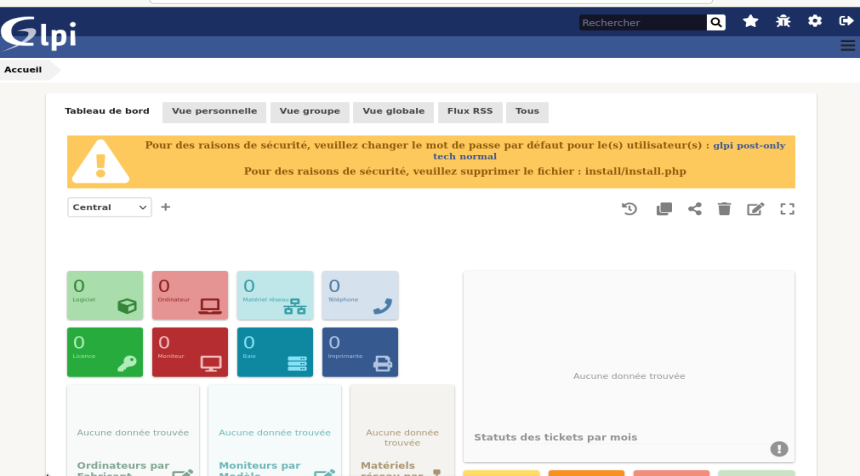 Glpi
Rechercher
Accueil
Tableau de bord Vue personnelle Vue groupe Vue globale Flux RSS Tous
Pour des raisons de sécurité, veuillez changer le mot de passe par défaut pour le(s) utilisateur(s) : glpi post-only
tech normal
Pour des raisons de sécurité, veuillez supprimer le fichier : install/install.php
Central
0 0 0 0
Logiciel Ordinateur Matériel réseau Téléphone
0 0 0 0
Licence Moniteur Baie Imprimante
Aucune donnée trouvée
Statuts des tickets par mois
Aucune donnée trouvée
Ordinateurs par
Fabricant
Aucune donnée trouvée
Moniteurs par
Modèle
Aucune donnée
trouvée
Matériels
réseau par